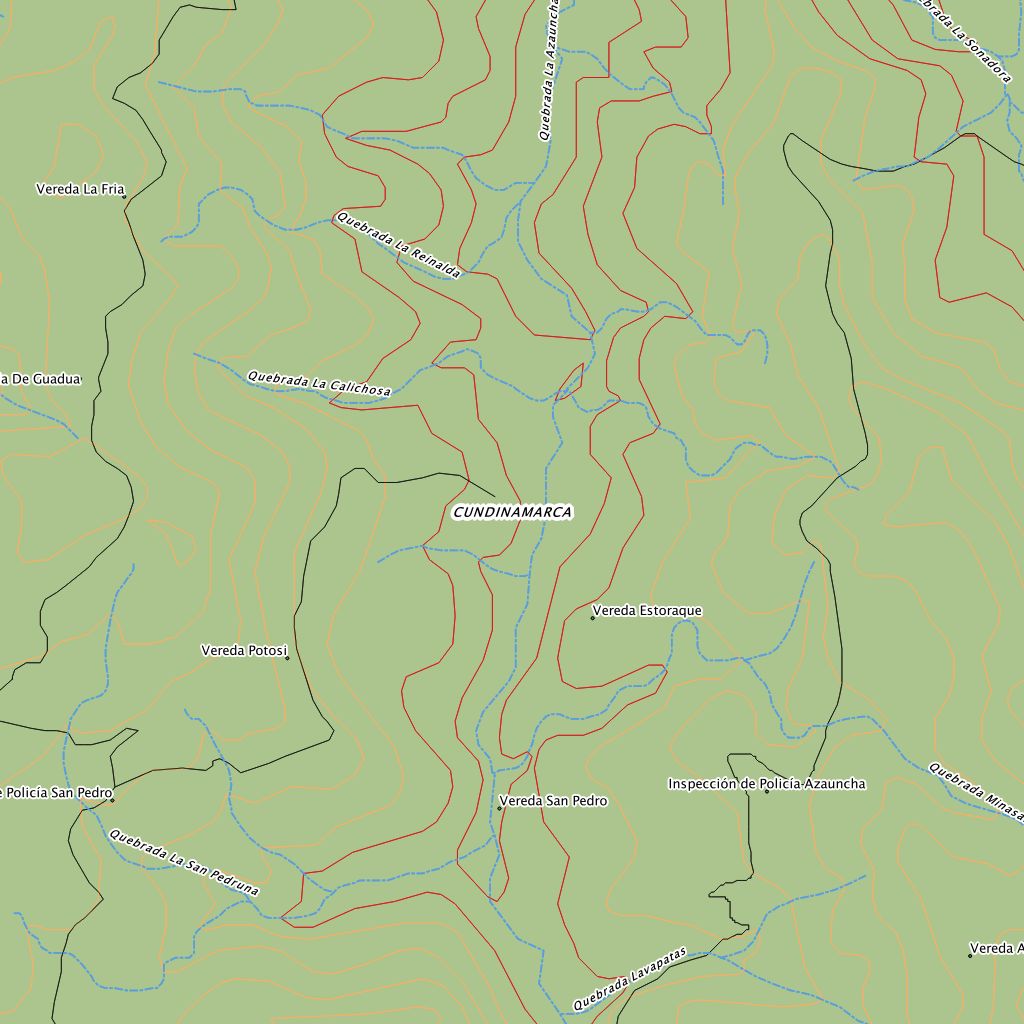 Quebrada La Azauncha
brada La Sonadora
Vereda La Fria
Quebrada La Reinalda
a De Guadua
Quebrada La Calichosa
CUNDINAMARCA
Vereda Estoraque
Vereda Potosi
Quebrada Minasa
Inspección de Policía Azauncha
e Policía San Pedro
Vereda San Pedro
Quebrada La San Pedruna
Vereda A
Quebrada Lavapatas